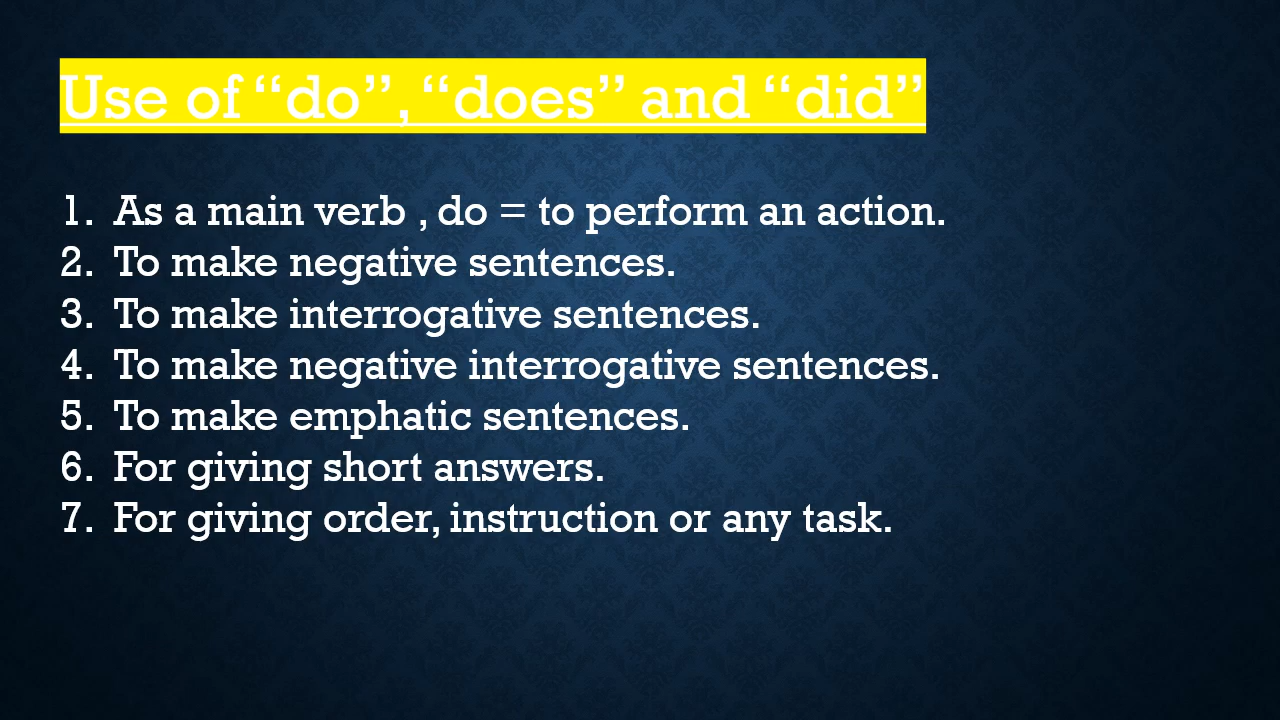 Use of “do”, “does” and “did”
1. As a main verb , do = to perform an action.
2. To make negative sentences.
3. To make interrogative sentences.
4. To make negative interrogative sentences.
5. To make emphatic sentences.
6. For giving short answers.
7. For giving order, instruction or any task.